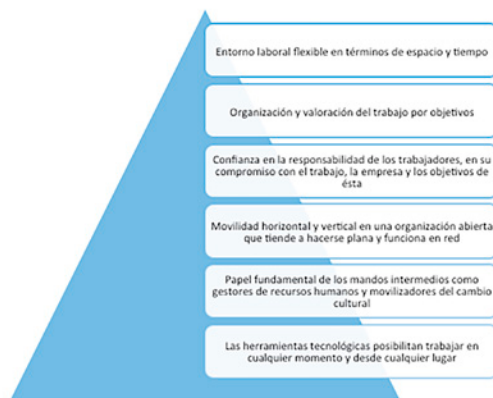 Entorno laboral flexible en términos de espacio y tiempo
Organización y valoración del trabajo por objetivos
Confianza en la responsabilidad de los trabajadores, en su
compromiso con el trabajo, la empresa y los objetivos de
ésta
Movilidad horizontal y vertical en una organización abierta
que tiende a hacerse plana y funciona en red
Papel fundamental de los mandos intermedios como
gestores de recursos humanos y movilizadores del cambio
cultural
Las herramientas tecnológicas posibilitan trabajar en
cualquier momento y desde cualquier lugar